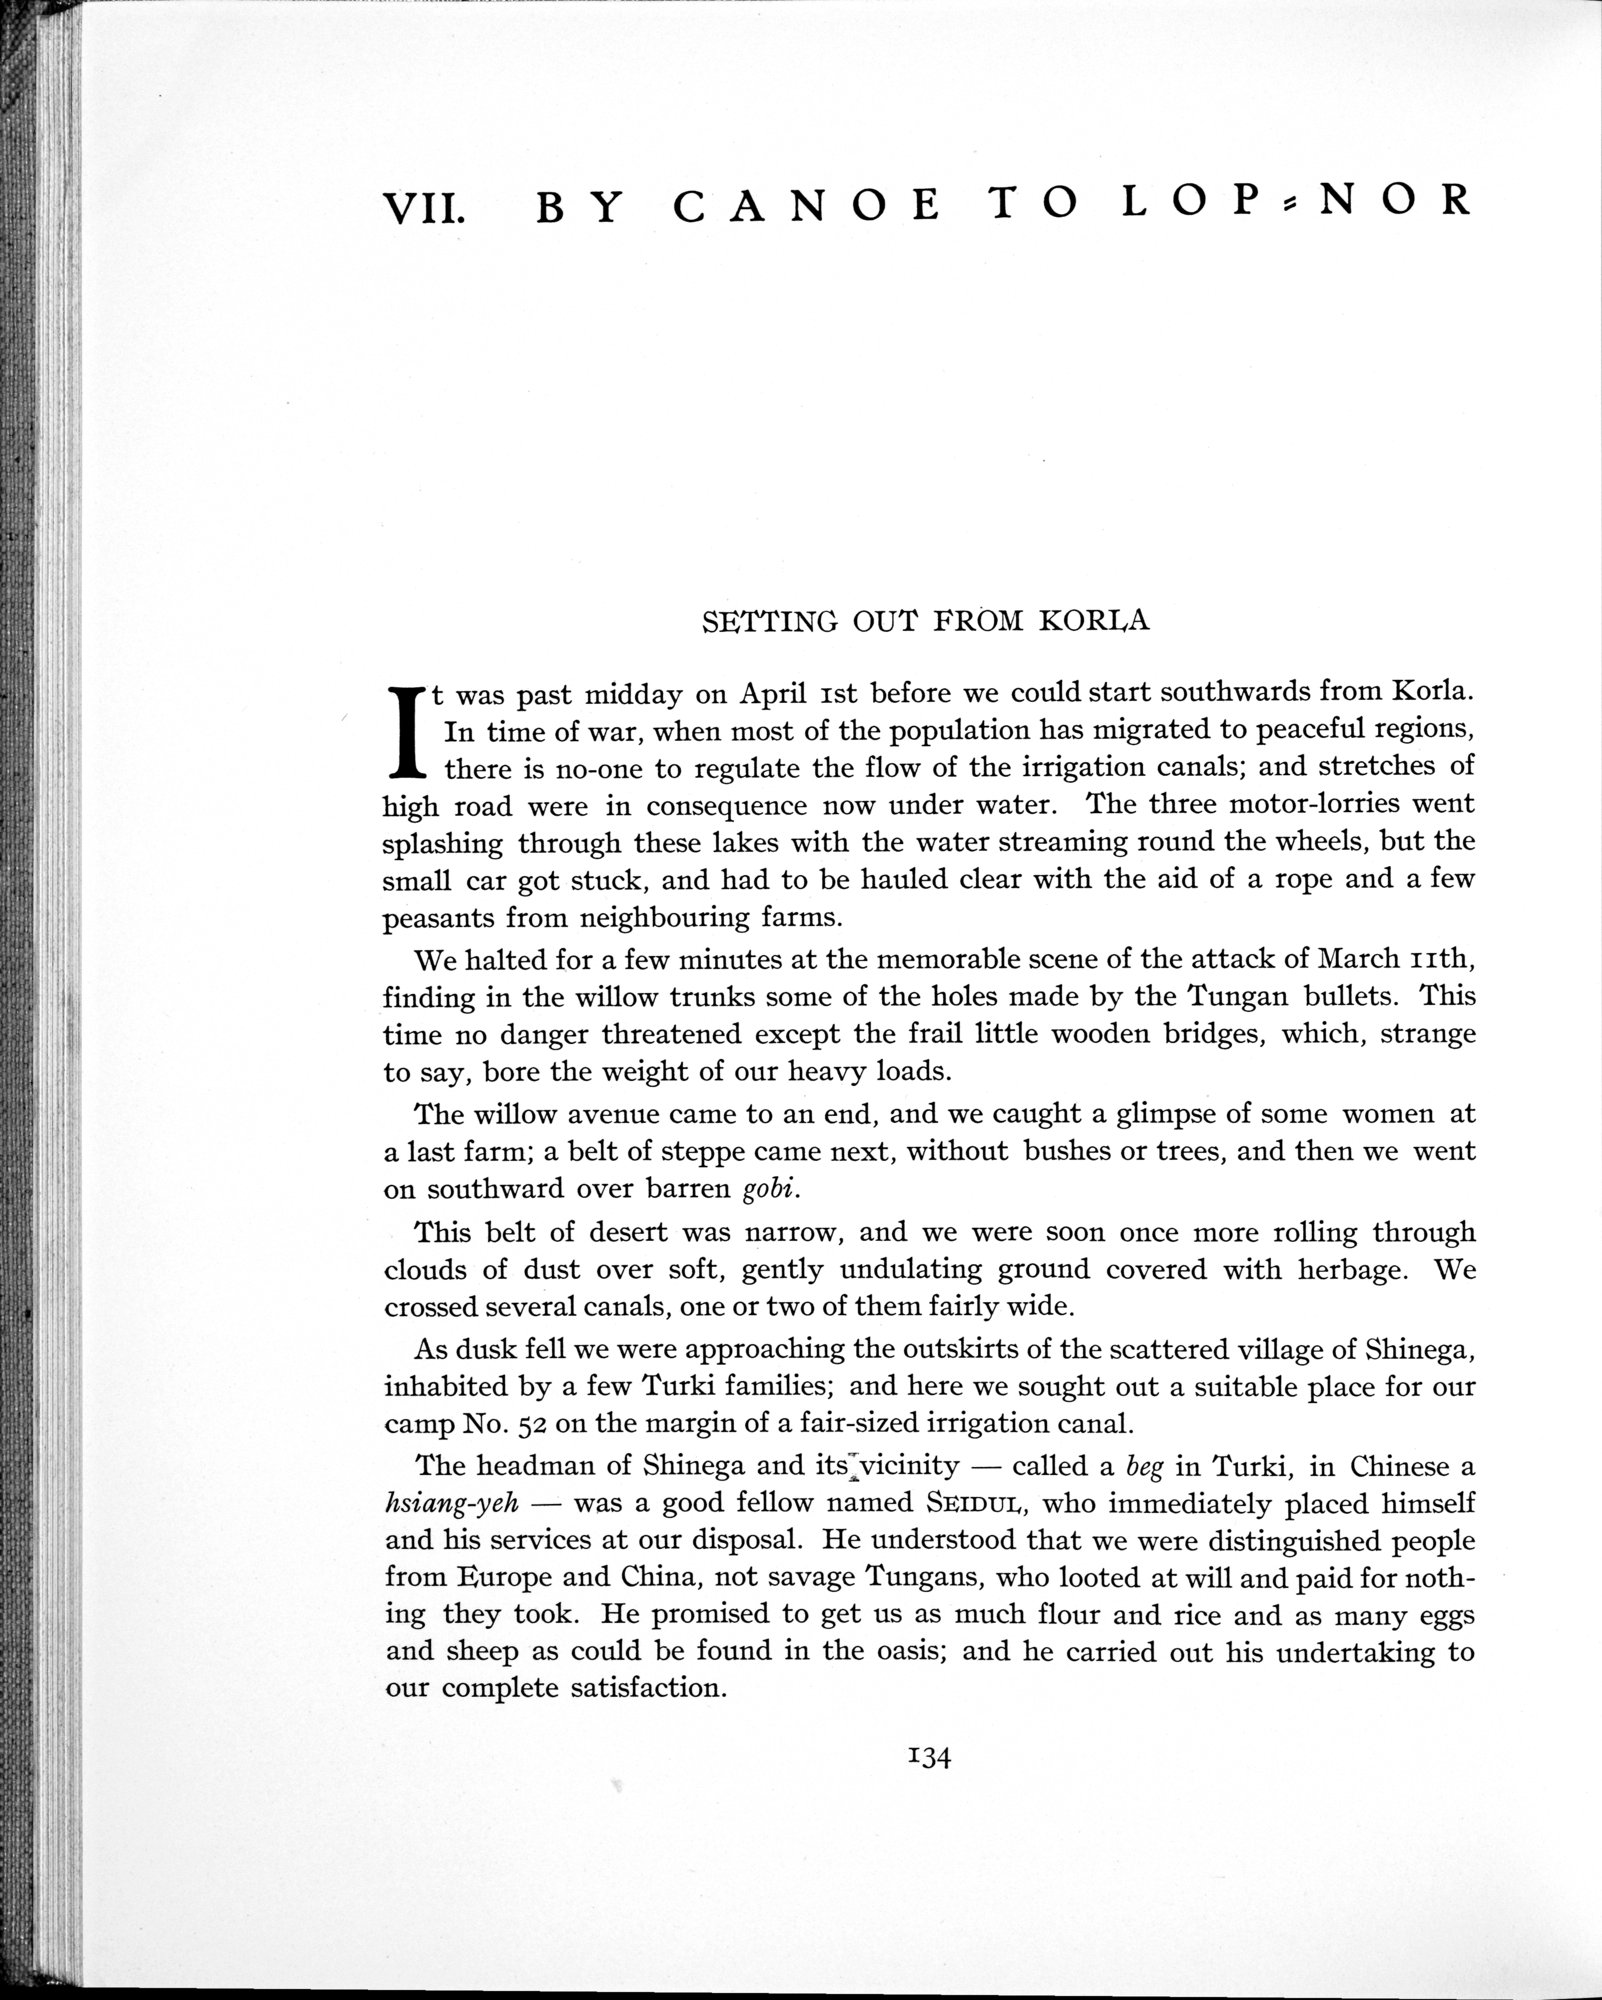 VII. BY CANOE TO LOP-NOR
SETTING OUT FROM KORLA
It was past midday on April 1st before we could start southwards from Korla.
In time of war, when most of the population has migrated to peaceful regions,
there is no-one to regulate the flow of the irrigation canals; and stretches of
high road were in consequence now under water. The three motor-lorries went
splashing through these lakes with the water streaming round the wheels, but the
small car got stuck, and had to be hauled clear with the aid of a rope and a few
peasants from neighbouring farms.
We halted for a few minutes at the memorable scene of the attack of March 11th,
finding in the willow trunks some of the holes made by the Tungan bullets. This
time no danger threatened except the frail little wooden bridges, which, strange
to say, bore the weight of our heavy loads.
The willow avenue came to an end, and we caught a glimpse of some women at
a last farm; a belt of steppe came next, without bushes or trees, and then we went
on southward over barren gobi.
This belt of desert was narrow, and we were soon once more rolling through
clouds of dust over soft, gently undulating ground covered with herbage. We
crossed several canals, one or two of them fairly wide.
As dusk fell we were approaching the outskirts of the scattered village of Shinega,
inhabited by a few Turki families; and here we sought out a suitable place for our
camp No. 52 on the margin of a fair-sized irrigation canal.
The headman of Shinega and its vicinity — called a beg in Turki, in Chinese a
hsiang-yeh — was a good fellow named SEIDUL, who immediately placed himself
and his services at our disposal. He understood that we were distinguished people
from Europe and China, not savage Tungans, who looted at will and paid for noth-
ing they took. He promised to get us as much flour and rice and as many eggs
and sheep as could be found in the oasis; and he carried out his undertaking to
our complete satisfaction.
134